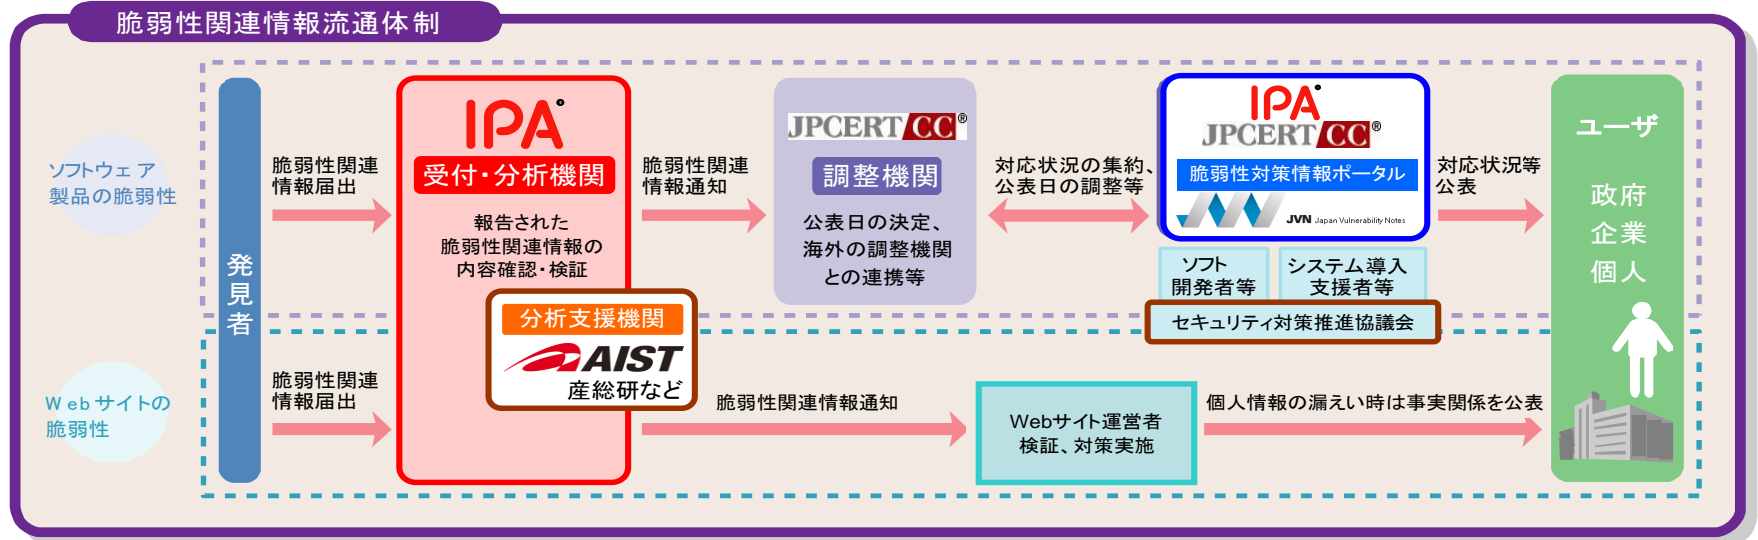 脆弱性関連情報流通体制
ソフトウェア
製品の脆弱性
Webサイトの
脆弱性
発見者
脆弱性関連
情報届出
脆弱性関連
情報届出
IPA
受付・分析機関
報告された
脆弱性関連情報の
内容確認・検証
分析支援機関
AIST
産総研など
脆弱性関連
情報通知
JPCERT CC®
調整機関
公表日の決定、
海外の調整機関
との連携等
対応状況の集約、
公表日の調整等
IPA
JPCERT CC®
脆弱性対策情報ポータル
JVN Japan Vulnerability Notes
ソフト
開発者等
システム導入
支援者等
セキュリティ対策推進協議会
対応状況等
公表
脆弱性関連情報通知
Webサイト運営者
検証、対策実施
個人情報の漏えい時は事実関係を公表
ユーザ
政府
企業
個人